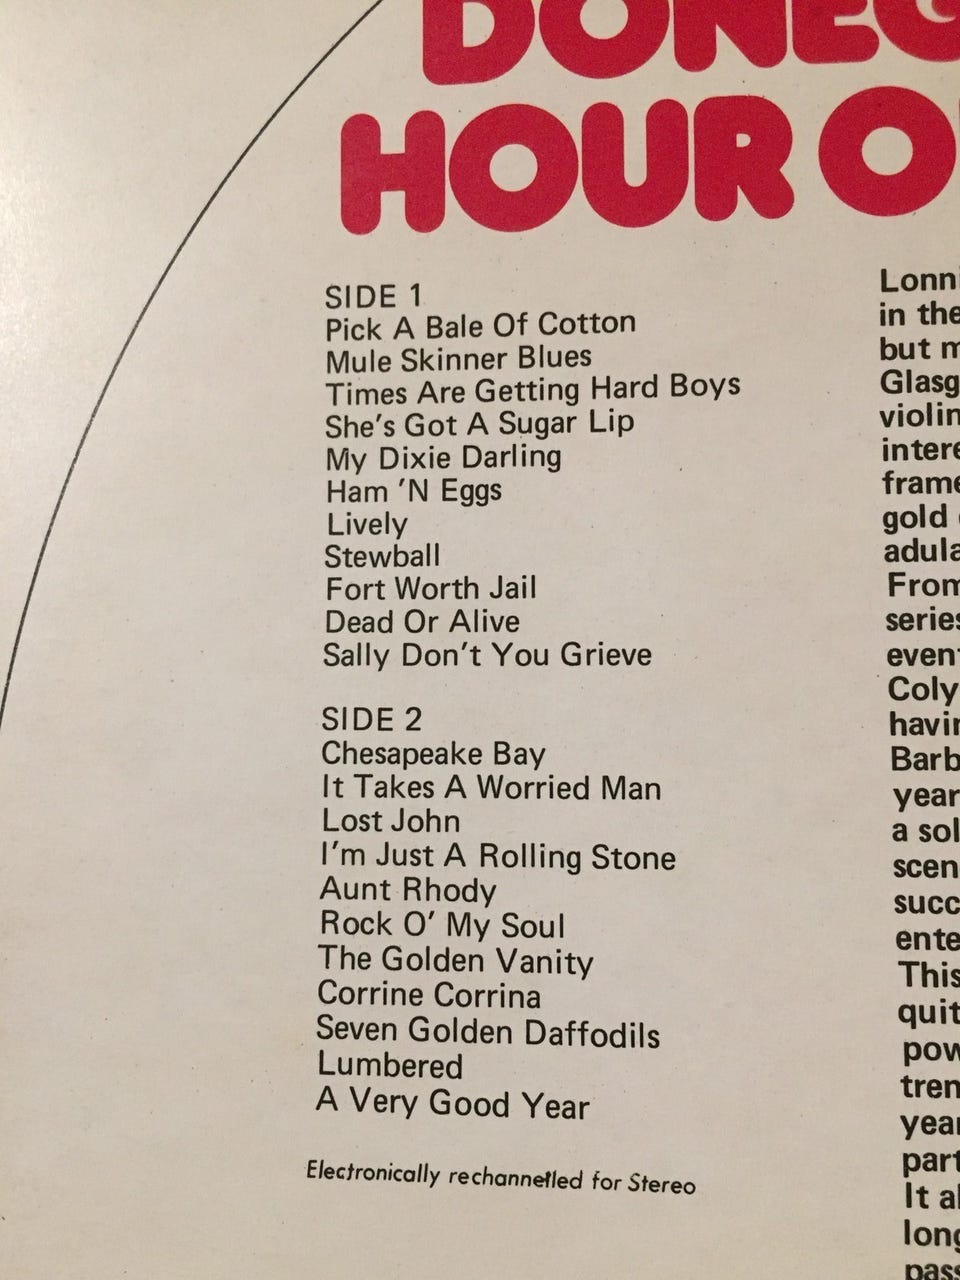 DONEG
HOUR O
SIDE 1
Pick A Bale Of Cotton
Mule Skinner Blues
Times Are Getting Hard Boys
She's Got A Sugar Lip
My Dixie Darling
Ham 'N Eggs
Lively
Stewball
Fort Worth Jail
Dead Or Alive
Sally Don't You Grieve
SIDE 2
Chesapeake Bay
It Takes A Worried Man
Lost John
I'm Just A Rolling Stone
Aunt Rhody
Rock O' My Soul
The Golden Vanity
Corrine Corrina
Seven Golden Daffodils
Lumbered
A Very Good Year
Electronically rechannelled for Stereo
Lonni
in the
but m
Glasg
violin
intere
frame
gold
adula
From
series
event
Coly
havin
Barb
year
a sol
scen
succ
ente
This
quit
pow
tren
year
part
It al
long
pass